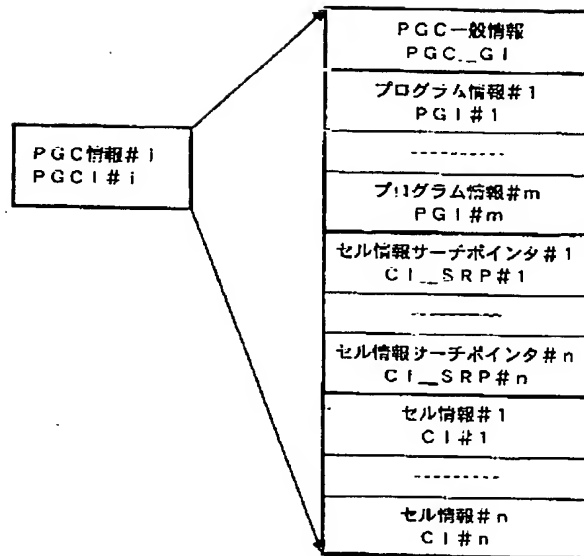 PGC情報#i
PGCI#i
PGC一般情報
PGC_GI
プログラム情報#1
PGI#1
---------
プログラム情報#m
PGI#m
セル情報サーチポインタ#1
CI_SRP#1
---------
セル情報サーチポインタ#n
CI_SRP#n
セル情報#1
CI#1
---------
セル情報#n
CI#n